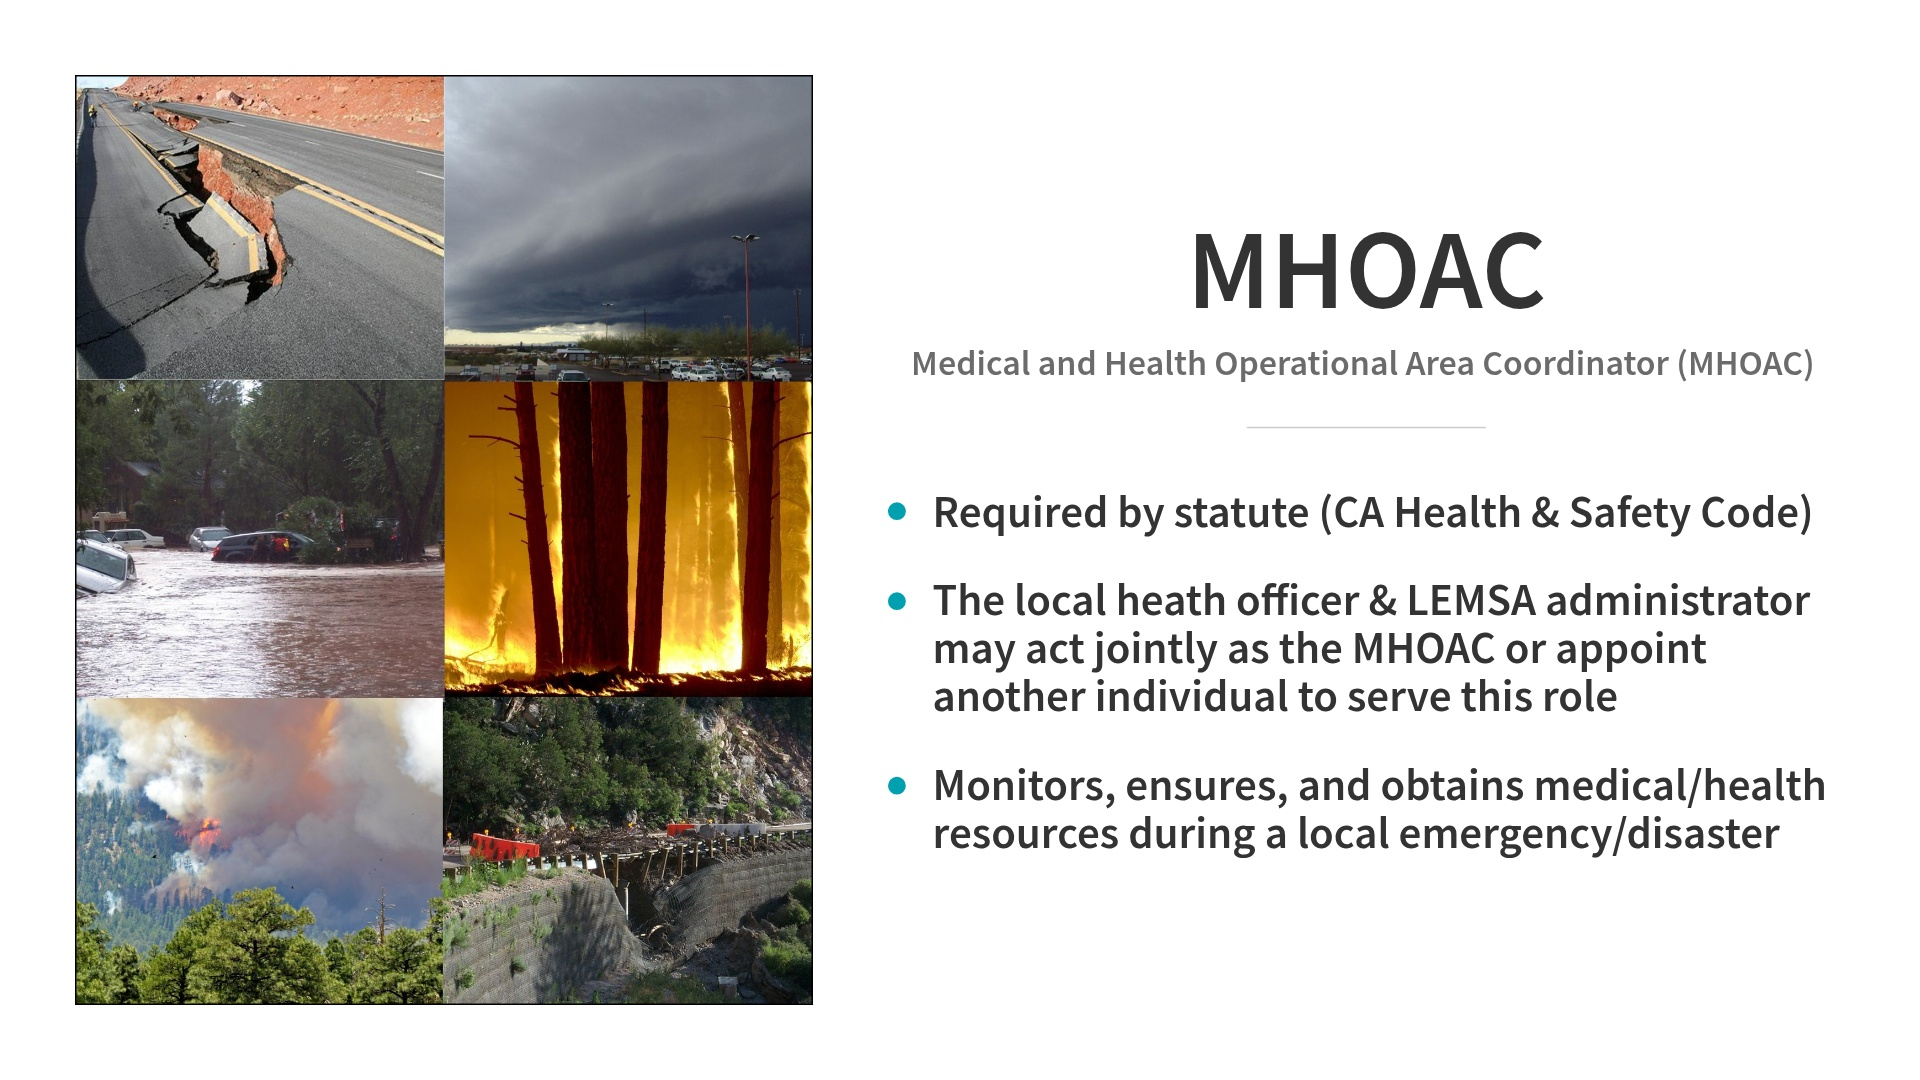 MHOAC
Medical and Health Operational Area Coordinator (MHOAC)
Required by statute (CA Health & Safety Code)
The local heath officer & LEMSA administrator
may act jointly as the MHOAC or appoint
another individual to serve this role
Monitors, ensures, and obtains medical/health
resources during a local emergency/disaster